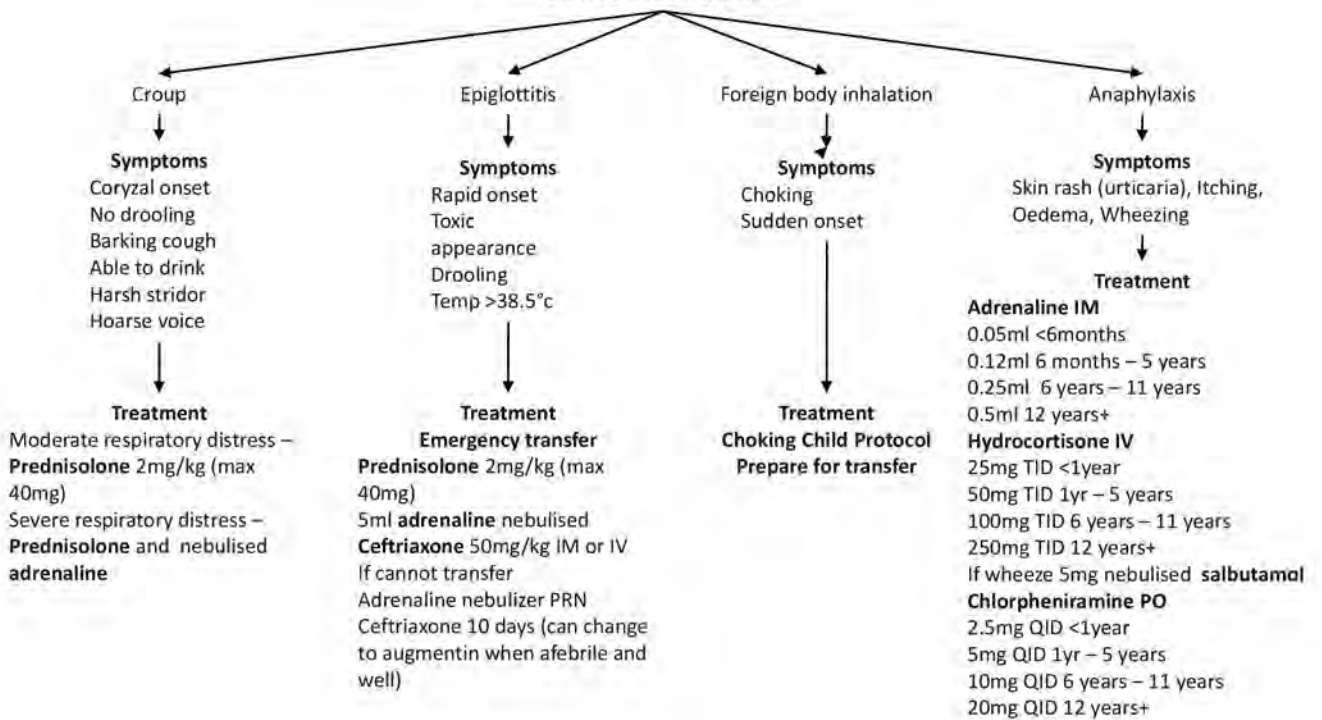 Croup
Symptoms
Coryzal onset
No drooling
Barking cough
Able to drink
Harsh stridor
Hoarse voice
Treatment
Moderate respiratory distress –
Prednisolone 2mg/kg (max
40mg)
Severe respiratory distress –
Prednisolone and nebulised
adrenaline
Epiglottitis
Symptoms
Rapid onset
Toxic
appearance
Drooling
Temp >38.5°c
Treatment
Emergency transfer
Prednisolone 2mg/kg (max
40mg)
5ml adrenaline nebulised
Ceftriaxone 50mg/kg IM or IV
If cannot transfer
Adrenaline nebulizer PRN
Ceftriaxone 10 days (can change
to augmentin when afebrile and
well)
Foreign body inhalation
Symptoms
Choking
Sudden onset
Treatment
Choking Child Protocol
Prepare for transfer
Anaphylaxis
Symptoms
Skin rash (urticaria), Itching,
Oedema, Wheezing
Treatment
Adrenaline IM
0.05ml <6months
0.12ml 6 months – 5 years
0.25ml 6 years – 11 years
0.5ml 12 years+
Hydrocortisone IV
25mg TID <1year
50mg TID 1yr – 5 years
100mg TID 6 years – 11 years
250mg TID 12 years+
If wheeze 5mg nebulised salbutamol
Chlorpheniramine PO
2.5mg QID <1year
5mg QID 1yr – 5 years
10mg QID 6 years – 11 years
20mg QID 12 years+